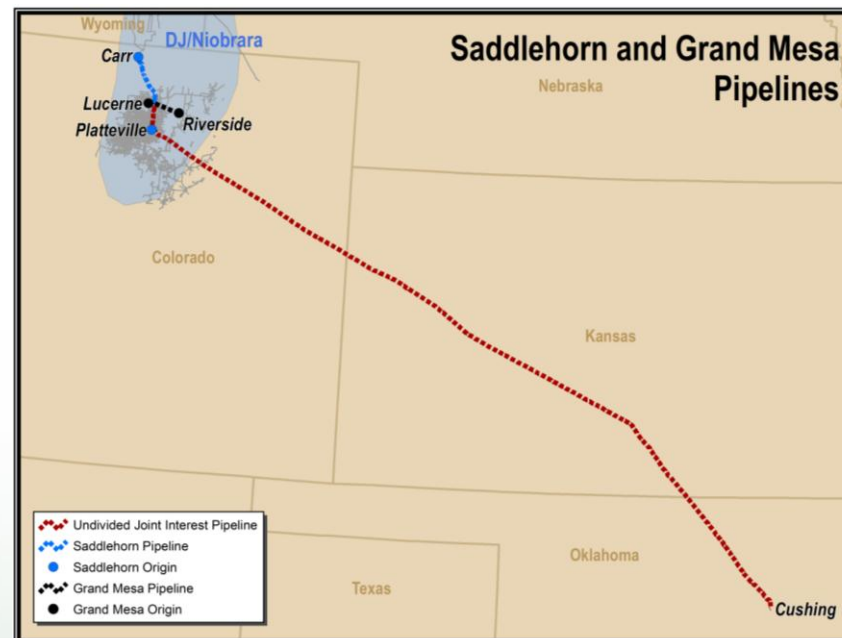 Saddlehorn and Grand Mesa
Pipelines
Wyoming
DJ/Niobrara
Carr
Nebraska
Lucerne
Riverside
Platteville
Colorado
Kansas
Undivided Joint Interest Pipeline
Saddlehorn Pipeline
Saddlehorn Origin
Grand Mesa Pipeline
Grand Mesa Origin
Oklahoma
Texas
Cushing